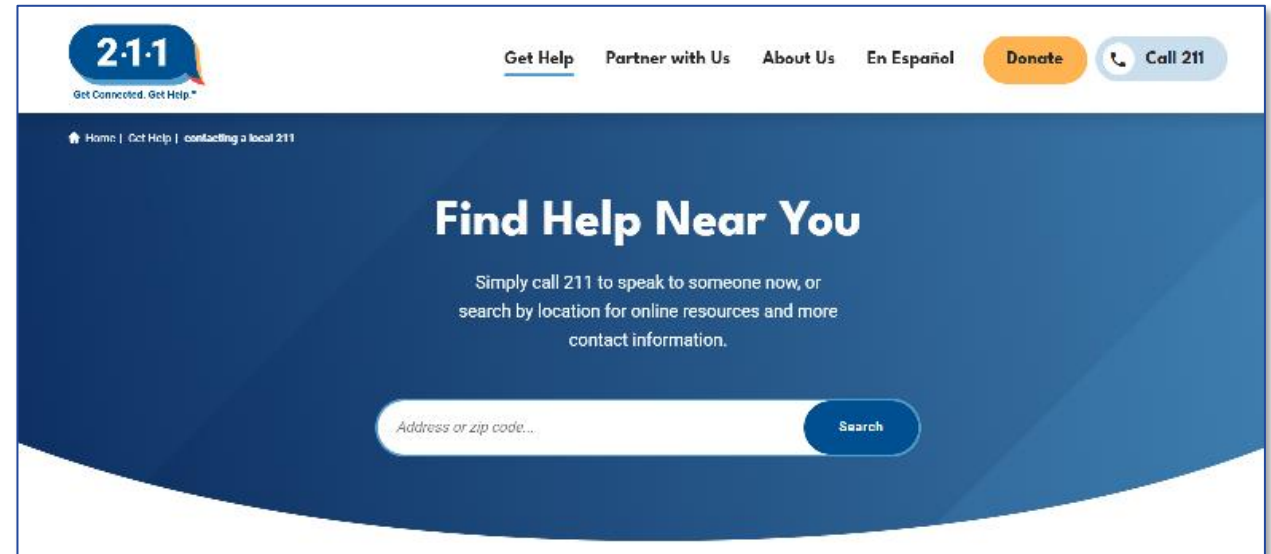 2·1·1
Get Connected. Get Help.™
Get Help Partner with Us About Us En Español Donate Call 211
Home | Get Help | contacting a local 211
Find Help Near You
Simply call 211 to speak to someone now, or
search by location for online resources and more
contact information.
Address or zip code... Search